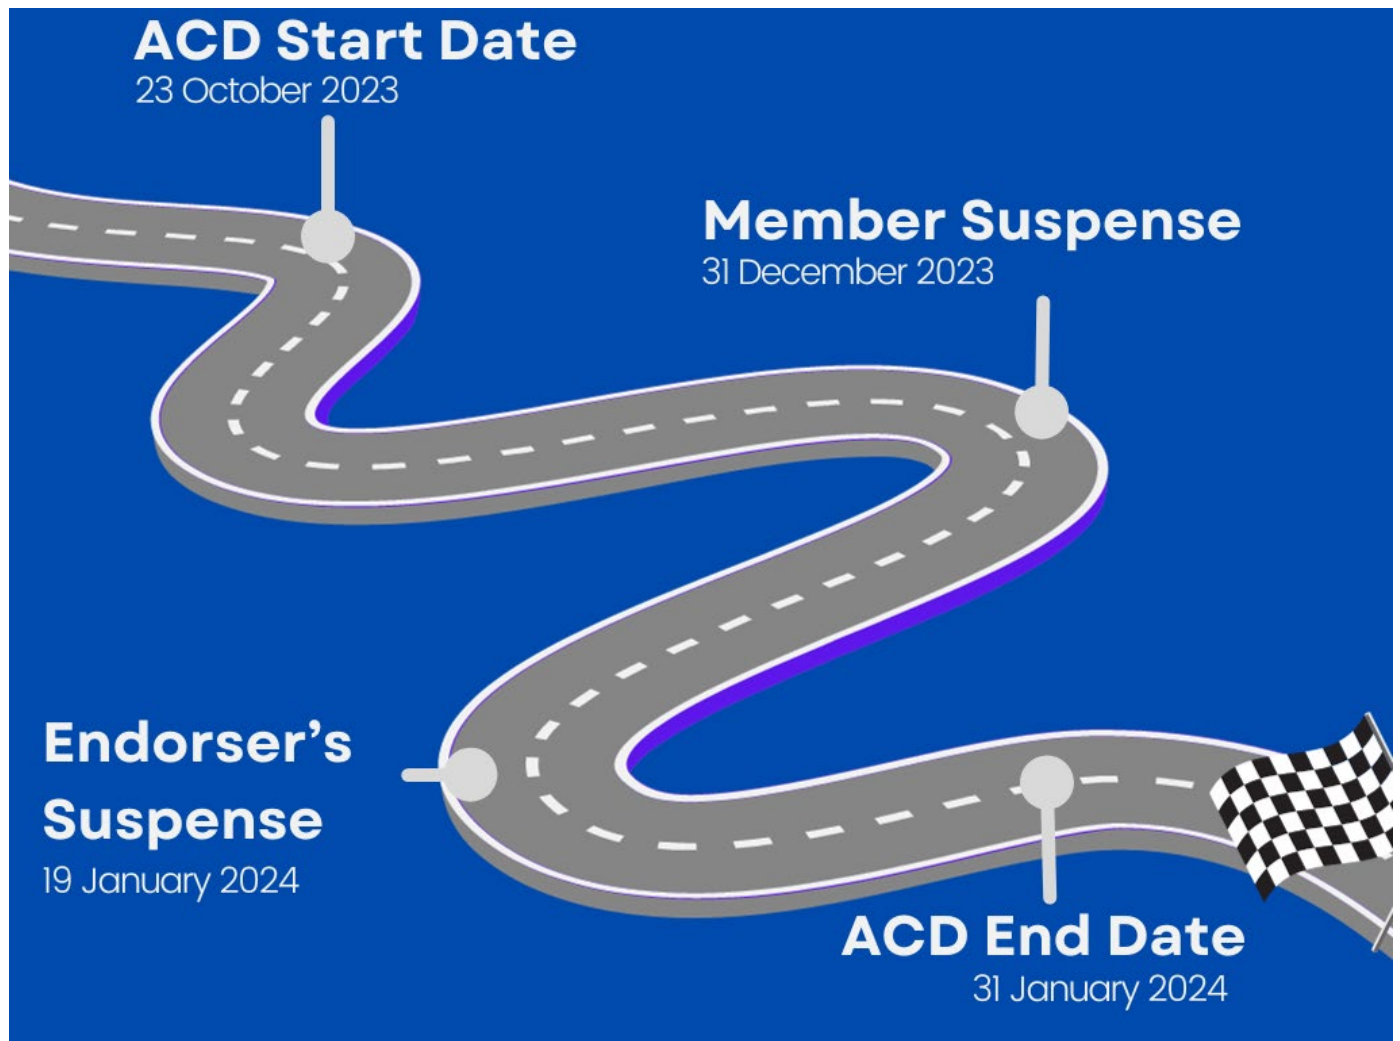 ACD Start Date
23 October 2023
Member Suspense
31 December 2023
Endorser’s
Suspense
19 January 2024
ACD End Date
31 January 2024